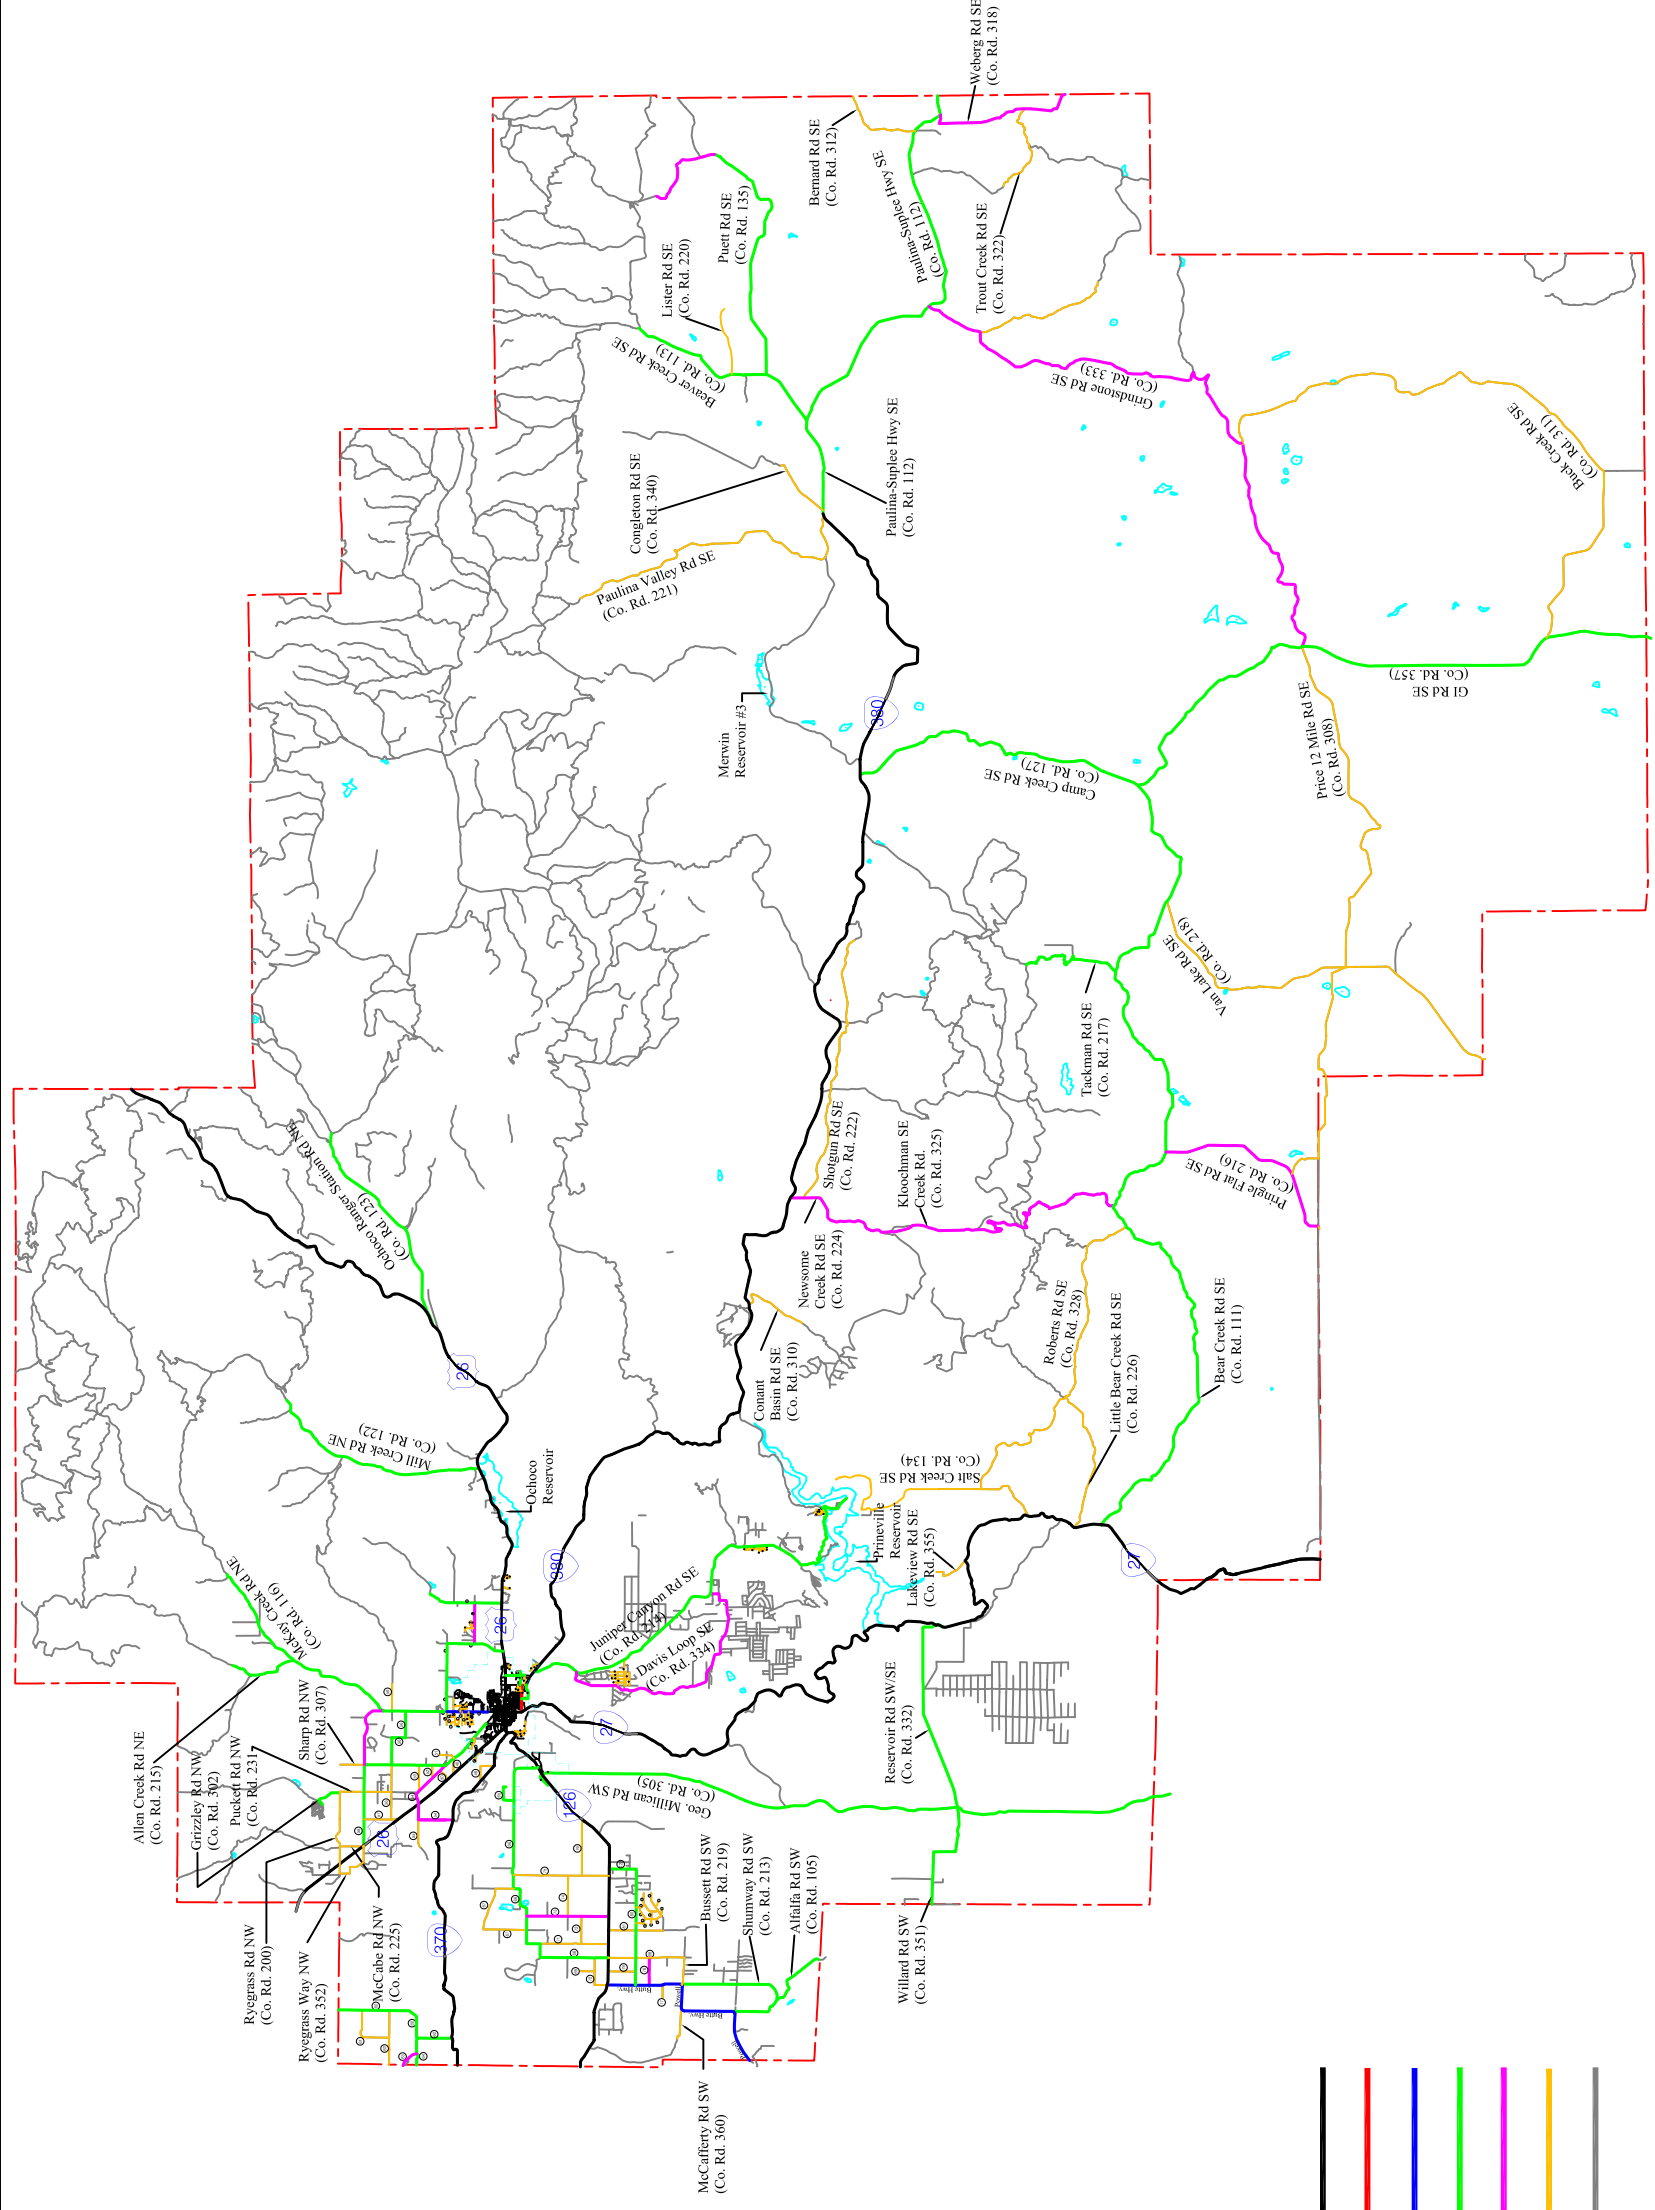 Weberg Rd SE
(Co. Rd. 318)
Bernard Rd SE
(Co. Rd. 312)
Paulina-Suplee Hwy SE
(Co. Rd. 112)
Trout Creek Rd SE
(Co. Rd. 322)
Puett Rd SE
(Co. Rd. 135)
Lister Rd SE
(Co. Rd. 220)
Beaver Creek Rd SE
(Co. Rd. 113)
Grindstone Rd SE
(Co. Rd. 333)
Buck Creek Rd SE
(Co. Rd. 311)
Paulina-Suplee Hwy SE
(Co. Rd. 112)
Congleton Rd SE
(Co. Rd. 340)
Paulina Valley Rd SE
(Co. Rd. 221)
GI Rd SE
(Co. Rd. 357)
Price 12 Mile Rd SE
(Co. Rd. 308)
Merwin
Reservoir #3
380
Camp Creek Rd SE
(Co. Rd. 127)
Van Lake Rd SE
(Co. Rd. 218)
Tackman Rd SE
(Co. Rd. 217)
Pringle Flat Rd SE
(Co. Rd. 216)
Shotgun Rd SE
(Co. Rd. 222)
Kloochman SE
Creek Rd.
(Co. Rd. 325)
Newsome
Creek Rd SE
(Co. Rd. 224)
Ochoco Ranger Station Rd NE
(Co. Rd. 123)
Roberts Rd SE
(Co. Rd. 328)
Little Bear Creek Rd SE
(Co. Rd. 226)
Bear Creek Rd SE
(Co. Rd. 111)
Conant
Basin Rd SE
(Co. Rd. 310)
26
Mill Creek Rd NE
(Co. Rd. 122)
Ochoco
Reservoir
Salt Creek Rd SE
(Co. Rd. 134)
Prineville
Reservoir
Lakeview Rd SE
(Co. Rd. 355)
27
380
26
McKay Creek Rd NE
(Co. Rd. 116)
Juniper Canyon Rd SE
(Co. Rd. 214)
Davis Loop SE
(Co. Rd. 334)
27
Reservoir Rd SW/SE
(Co. Rd. 332)
Geo. Millican Rd SW
(Co. Rd. 305)
126
Allen Creek Rd NE
(Co. Rd. 215)
Grizzley Rd NW
(Co. Rd. 302)
Puckett Rd NW
(Co. Rd. 231)
Sharp Rd NW
(Co. Rd. 307)
26
370
Ryegrass Rd NW
(Co. Rd. 200)
Ryegrass Way NW
(Co. Rd. 352)
McCabe Rd NW
(Co. Rd. 225)
Bussett Rd SW
(Co. Rd. 219)
Shumway Rd SW
(Co. Rd. 213)
Alfalfa Rd SW
(Co. Rd. 105)
Willard Rd SW
(Co. Rd. 351)
McCafferty Rd SW
(Co. Rd. 360)
Powell
Butte Hwy.
Butte Hwy.
Powell